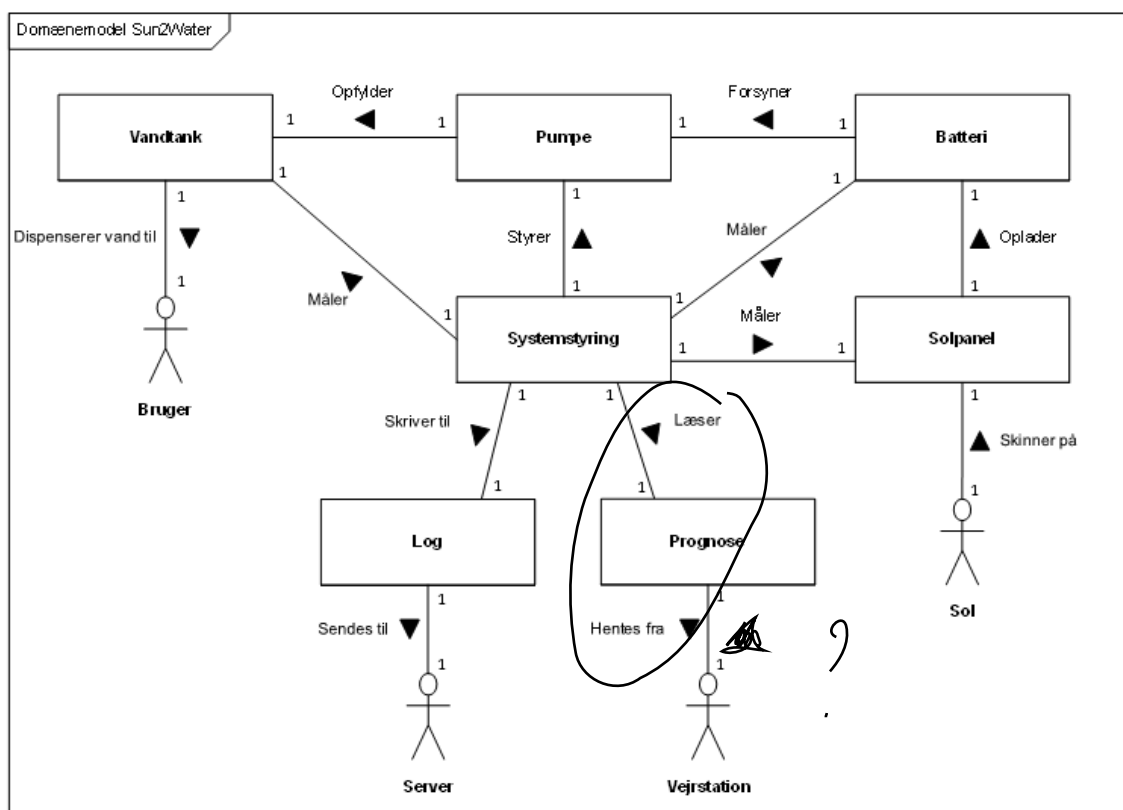 Domænemodel Sun2Water
Opfylder
Forsyner
Vandtank
1
1
Pumpe
1
1
Batteri
1
1
1
1
1
Dispenserer vand til
Styrer
Måler
Oplader
1
Måler
1
1
1
Måler
1
1
Systemstyring
1
1
Solpanel
Bruger
1
1
1
Skriver til
Læser
Skinner på
1
1
1
Log
Prognose
1
1
Sol
Sendes til
Hentes fra
?
1
1
Server
Vejrstation